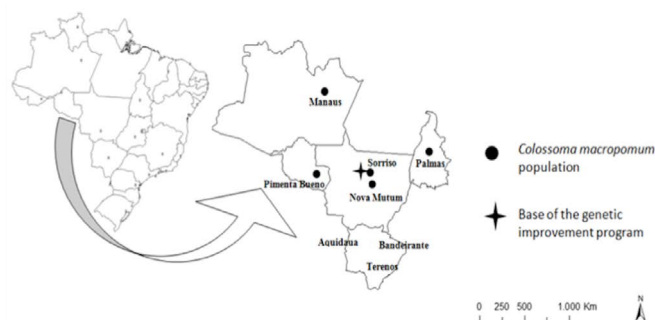 Manaus
Palmas
Sorriso
Pimenta Bueno
Nova Mutum
Aquidaua
Bandeirante
Terenos
Colossoma macropomum
population
Base of the genetic
improvement program
0 250 500 1.000 Km
N